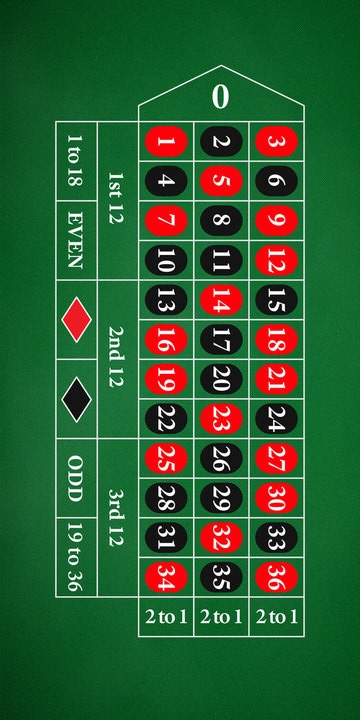 0
1 2 3
4 5 6
7 8 9
10 11 12
13 14 15
16 17 18
19 20 21
22 23 24
25 26 27
28 29 30
31 32 33
34 35 36
2 to 1 2 to 1 2 to 1
1st 12
2nd 12
3rd 12
1 to 18
EVEN
ODD
19 to 36